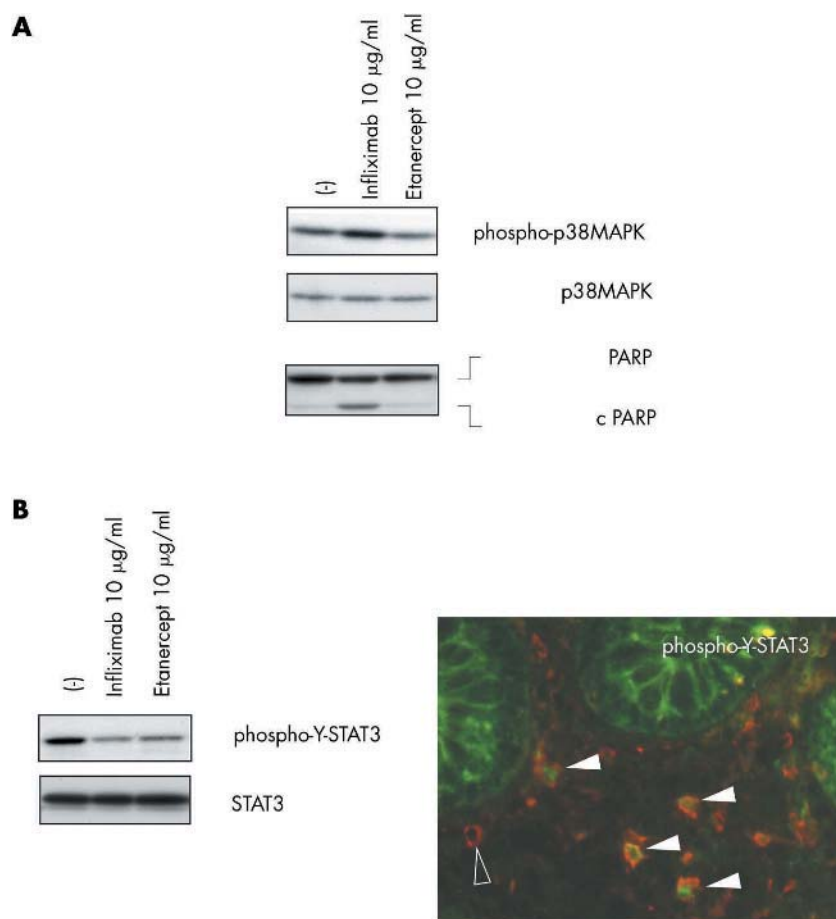 A
(-)
Infliximab 10 µg/ml
Etanercept 10 µg/ml
phospho-p38MAPK
p38MAPK
PARP
c PARP
B
(-)
Infliximab 10 µg/ml
Etanercept 10 µg/ml
phospho-Y-STAT3
STAT3
phospho-Y-STAT3